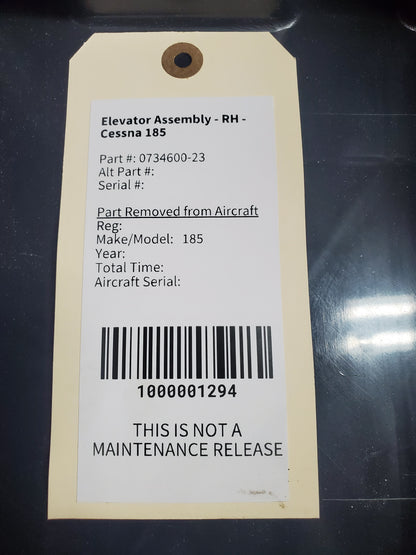 Elevator Assembly - RH -
Cessna 185
Part #: 0734600-23
Alt Part #:
Serial #:
Part Removed from Aircraft
Reg:
Make/Model: 185
Year:
Total Time:
Aircraft Serial:
1000001294
THIS IS NOT A
MAINTENANCE RELEASE